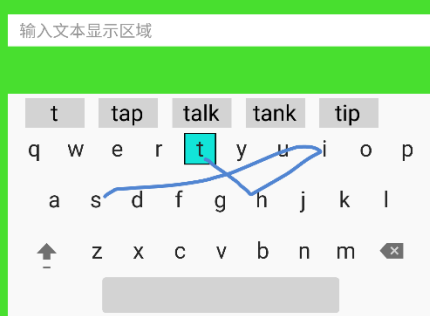 输入文本显示区域
t tap talk tank tip
q w e r t y u i o p
a s d f g h j k l
z x c v b n m